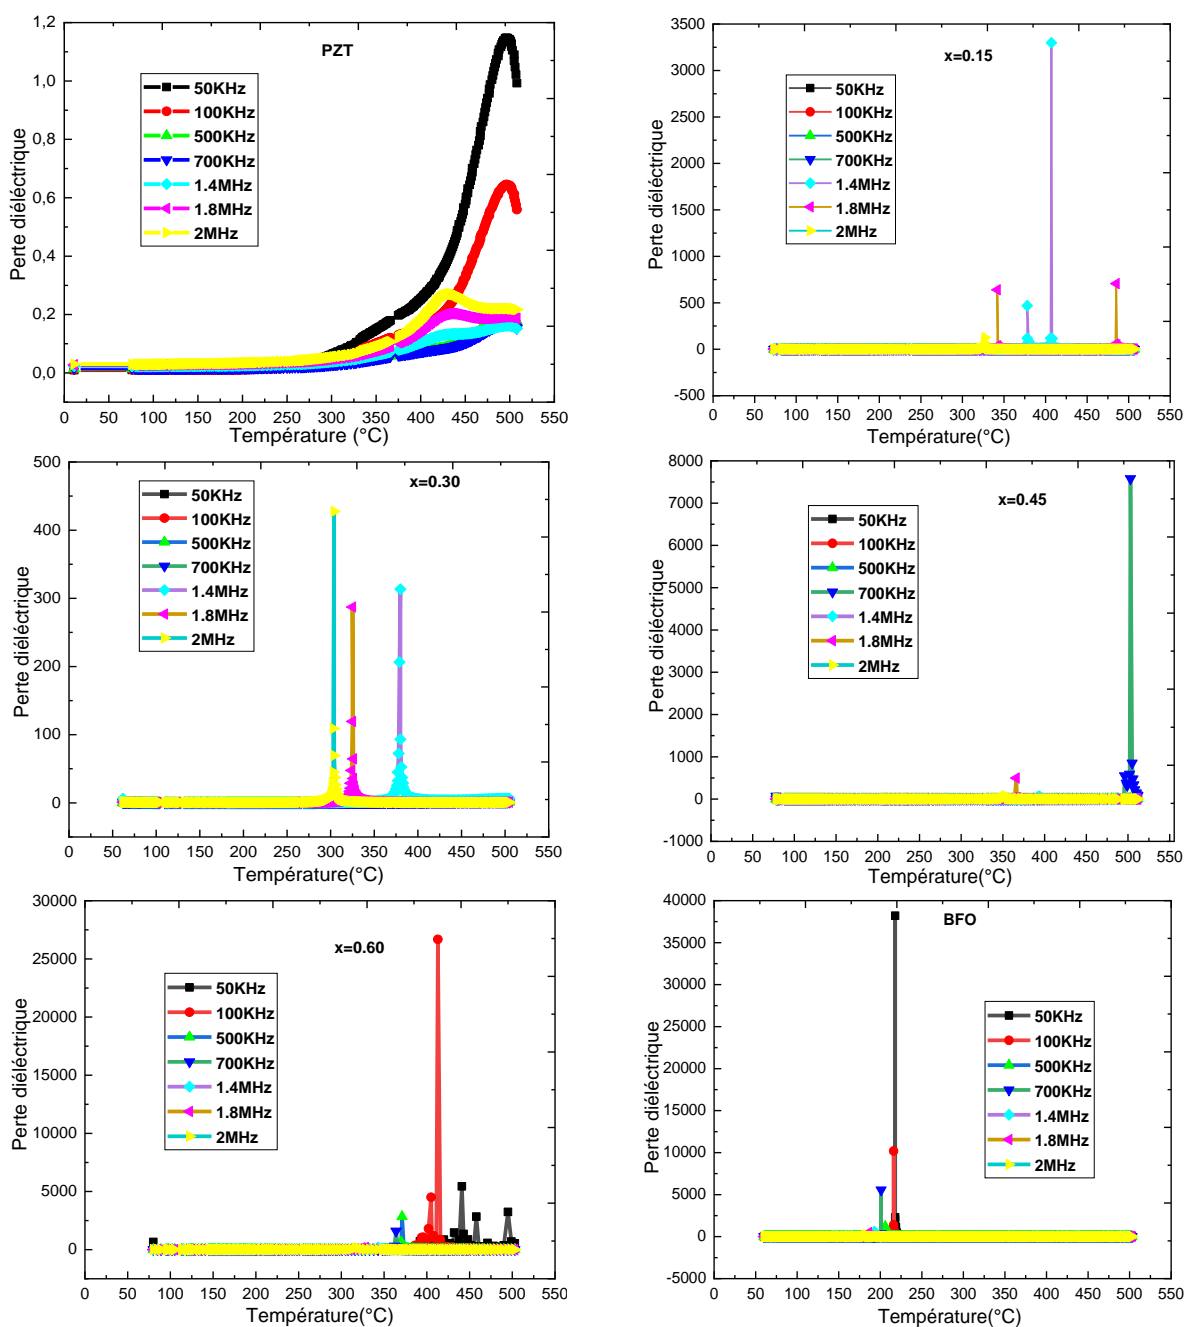 PZT
50KHz
100KHz
500KHz
700KHz
1.4MHz
1.8MHz
2MHz
Perte diéléctrique
1,2
1,0
0,8
0,6
0,4
0,2
0,0
0 50 100 150 200 250 300 350 400 450 500 550
Température (°C)
x=0.15
50KHz
100KHz
500KHz
700KHz
1.4MHz
1.8MHz
2MHz
Perte diéléctrique
3500
3000
2500
2000
1500
1000
500
0
-500
0 50 100 150 200 250 300 350 400 450 500 550
Température(°C)
x=0.30
50KHz
100KHz
500KHz
700KHz
1.4MHz
1.8MHz
2MHz
Perte diéléctrique
500
400
300
200
100
0
0 50 100 150 200 250 300 350 400 450 500 550
Température(°C)
x=0.45
50KHz
100KHz
500KHz
700KHz
1.4MHz
1.8MHz
2MHz
Perte diéléctrique
8000
7000
6000
5000
4000
3000
2000
1000
0
-1000
0 50 100 150 200 250 300 350 400 450 500 550
Température(°C)
x=0.60
50KHz
100KHz
500KHz
700KHz
1.4MHz
1.8MHz
2MHz
Perte diéléctrique
30000
25000
20000
15000
10000
5000
0
0 50 100 150 200 250 300 350 400 450 500 550
Température(°C)
BFO
50KHz
100KHz
500KHz
700KHz
1.4MHz
1.8MHz
2MHz
Perte diéléctrique
40000
35000
30000
25000
20000
15000
10000
5000
0
-5000
0 50 100 150 200 250 300 350 400 450 500 550
Température(°C)